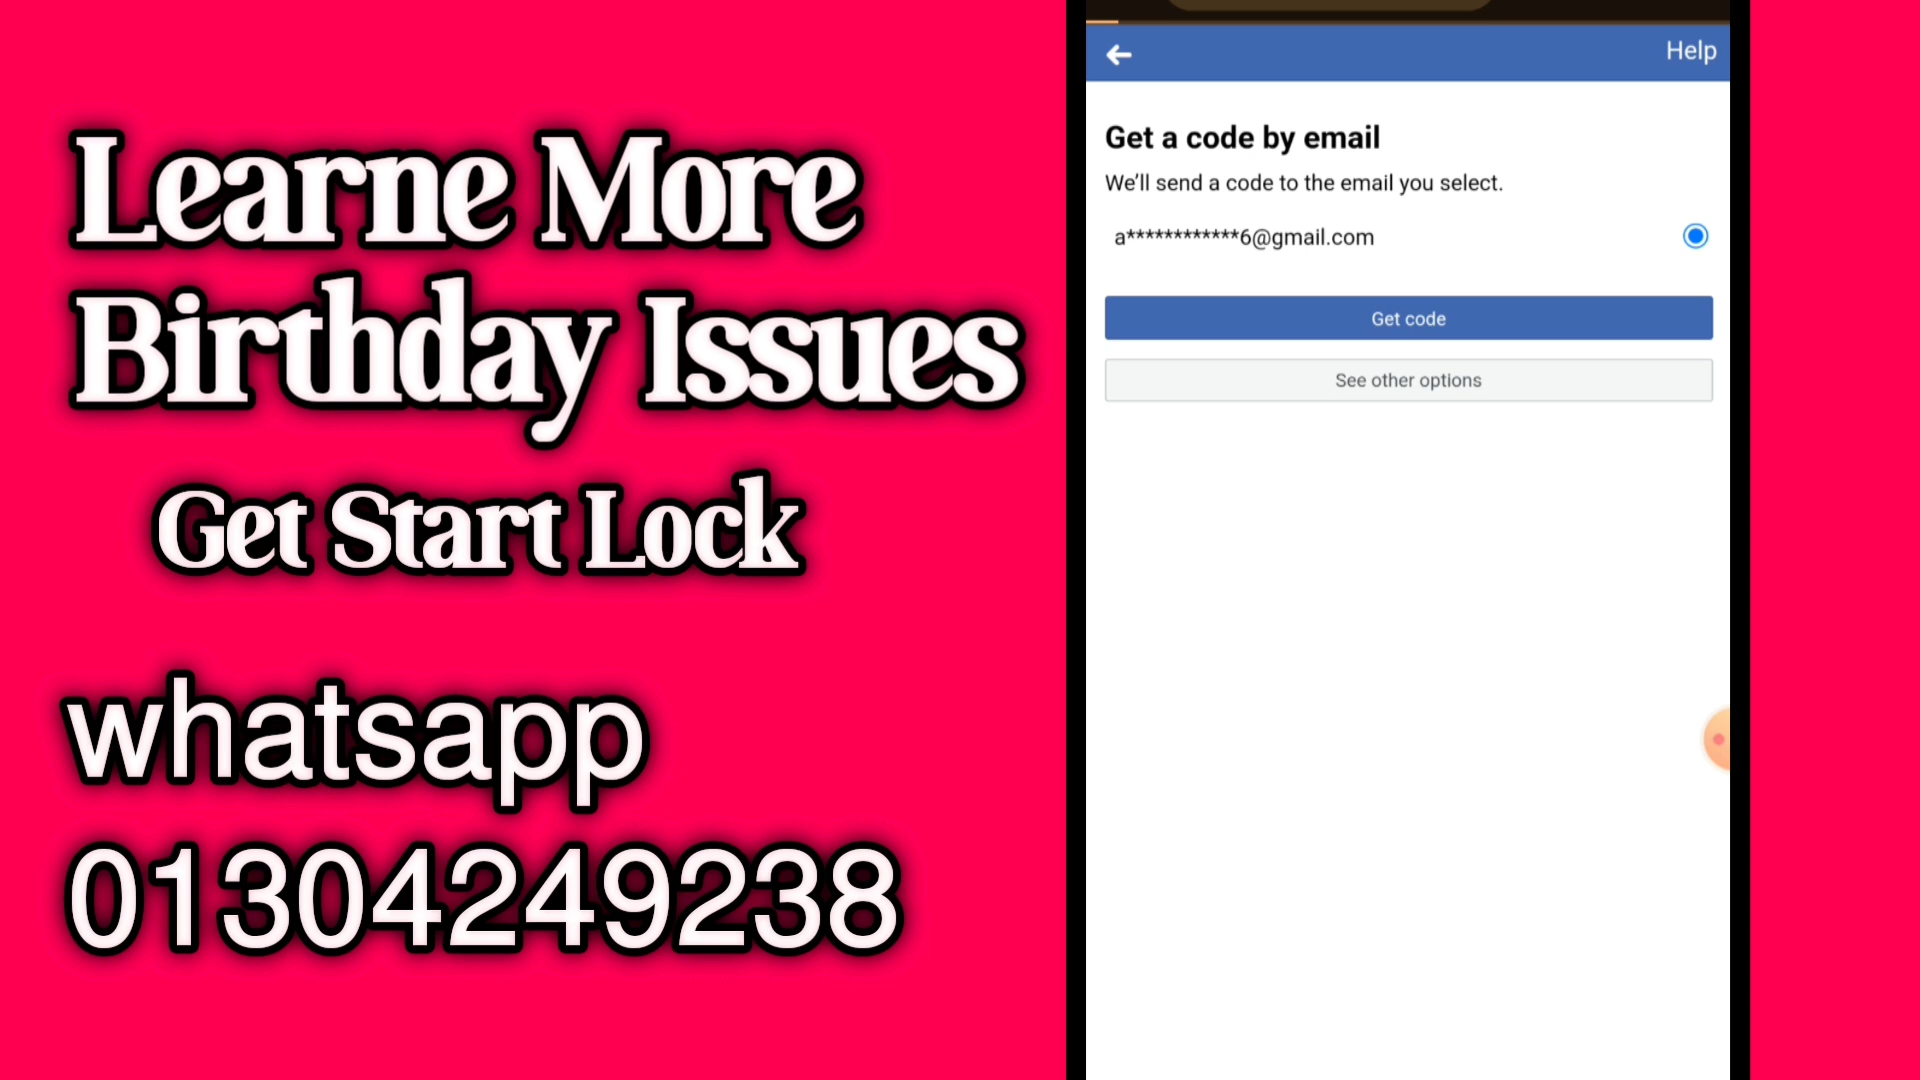 Learne More
Birthday Issues
Get Start Lock
whatsapp
01304249238
Help
Get a code by email
We'll send a code to the email you select.
a************6@gmail.com
Get code
See other options